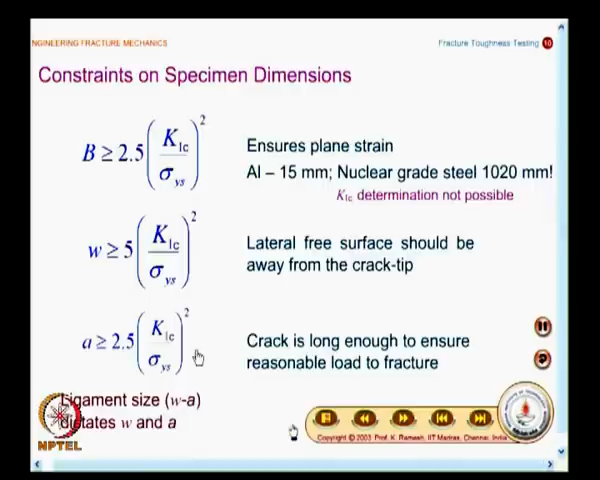 NGINEERING FRACTURE MECHANICS
Fracture Toughness Testing 10
Constraints on Specimen Dimensions
B ≥ 2.5 (K_Ic / σ_ys)^2
Ensures plane strain
Al – 15 mm; Nuclear grade steel 1020 mm!
K_Ic determination not possible
w ≥ 5 (K_Ic / σ_ys)^2
Lateral free surface should be
away from the crack-tip
a ≥ 2.5 (K_Ic / σ_ys)^2
Crack is long enough to ensure
reasonable load to fracture
Ligament size (w-a)
dictates w and a
NPTEL
Copyright © 2003 Prof. K. Ramesh, IIT Madras, Chennai, India